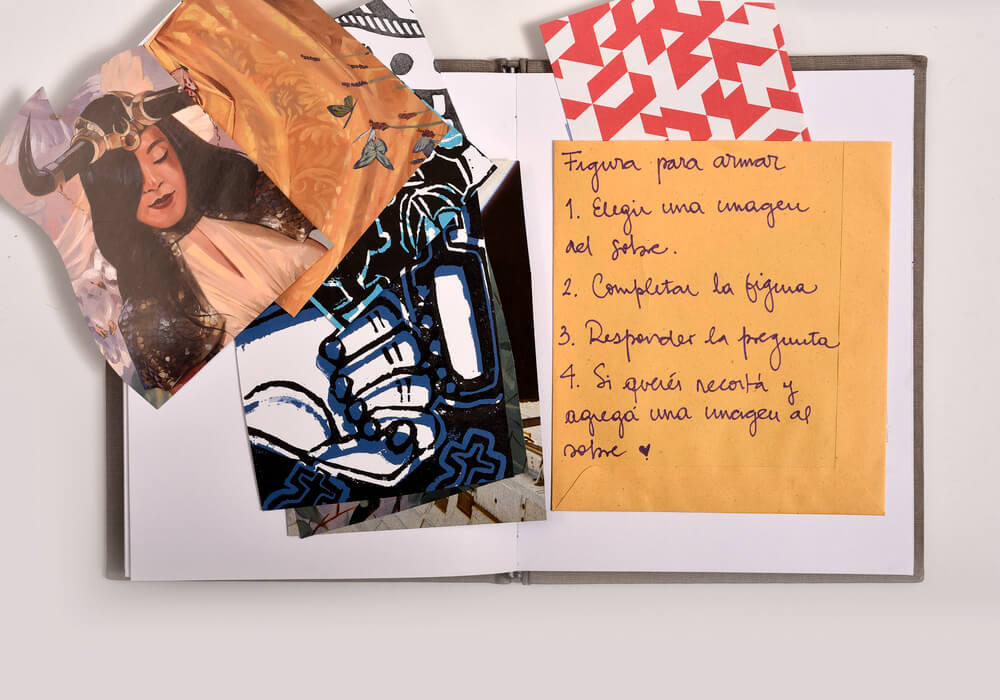 Figura para armar
1. Elegir una imagen
del sobre.
2. Completar la figura
3. Responder la pregunta
4. Si querés recortá y
agregá una imagen al
sobre ♥